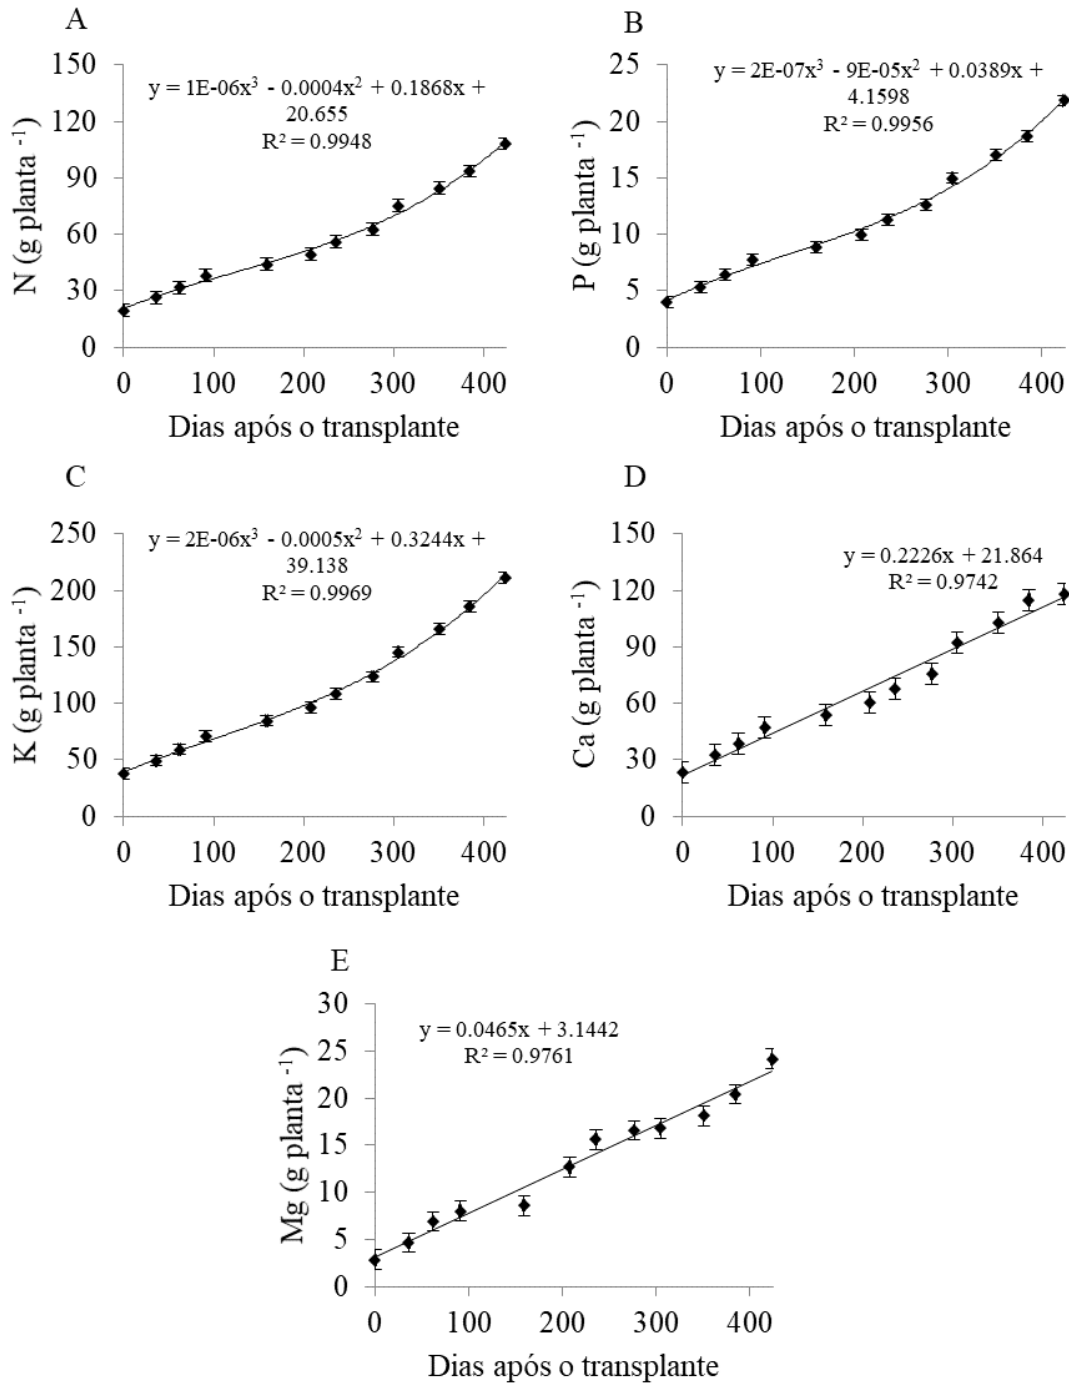 A
150
120
90
60
30
0
N (g planta ⁻¹)
y = 1E-06x³ - 0.0004x² + 0.1868x +
20.655
R² = 0.9948
0 100 200 300 400
Dias após o transplante
B
25
20
15
10
5
0
P (g planta ⁻¹)
y = 2E-07x³ - 9E-05x² + 0.0389x +
4.1598
R² = 0.9956
0 100 200 300 400
Dias após o transplante
C
250
200
150
100
50
0
K (g planta ⁻¹)
y = 2E-06x³ - 0.0005x² + 0.3244x +
39.138
R² = 0.9969
0 100 200 300 400
Dias após o transplante
D
150
120
90
60
30
0
Ca (g planta ⁻¹)
y = 0.2226x + 21.864
R² = 0.9742
0 100 200 300 400
Dias após o transplante
E
30
25
20
15
10
5
0
Mg (g planta ⁻¹)
y = 0.0465x + 3.1442
R² = 0.9761
0 100 200 300 400
Dias após o transplante